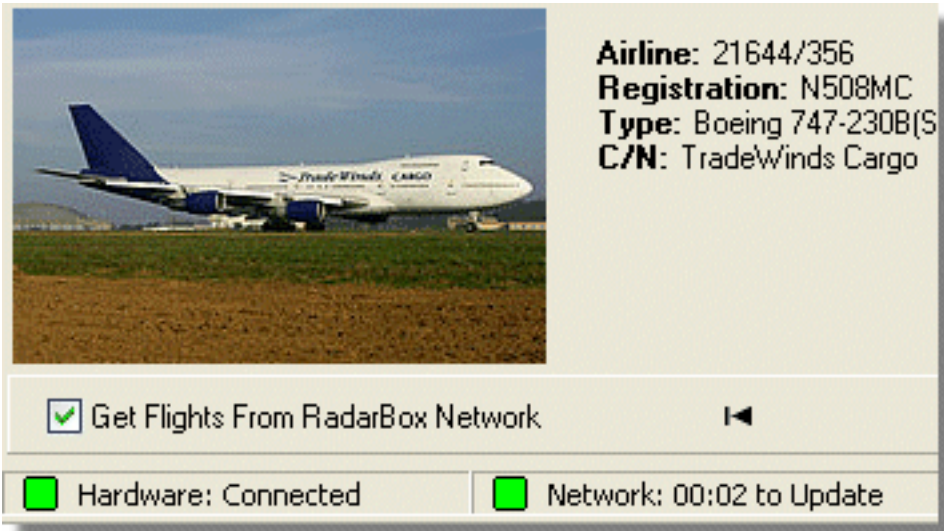 TradeWinds CARGO
Airline: 21644/356
Registration: N508MC
Type: Boeing 747-230B(S
C/N: TradeWinds Cargo
Get Flights From RadarBox Network
Hardware: Connected
Network: 00:02 to Update